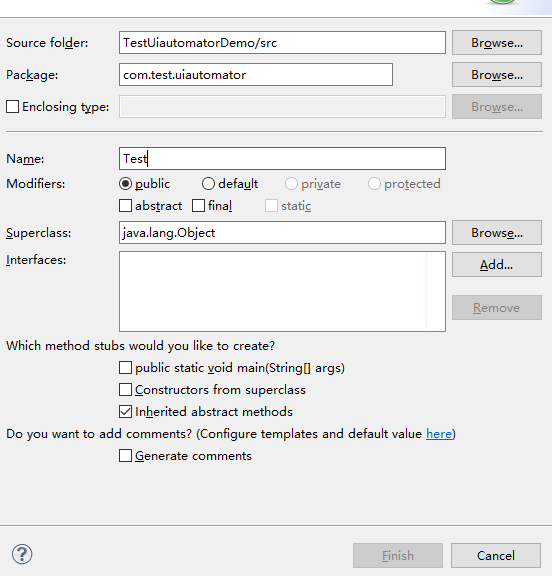 Source folder: TestUiautomatorDemo/src Browse...
Package: com.test.uiautomator Browse...
Enclosing type: Browse...
Name: Test
Modifiers: public default private protected
abstract final static
Superclass: java.lang.Object Browse...
Interfaces: Add...
Remove
Which method stubs would you like to create?
public static void main(String[] args)
Constructors from superclass
Inherited abstract methods
Do you want to add comments? (Configure templates and default value here)
Generate comments
? Finish Cancel